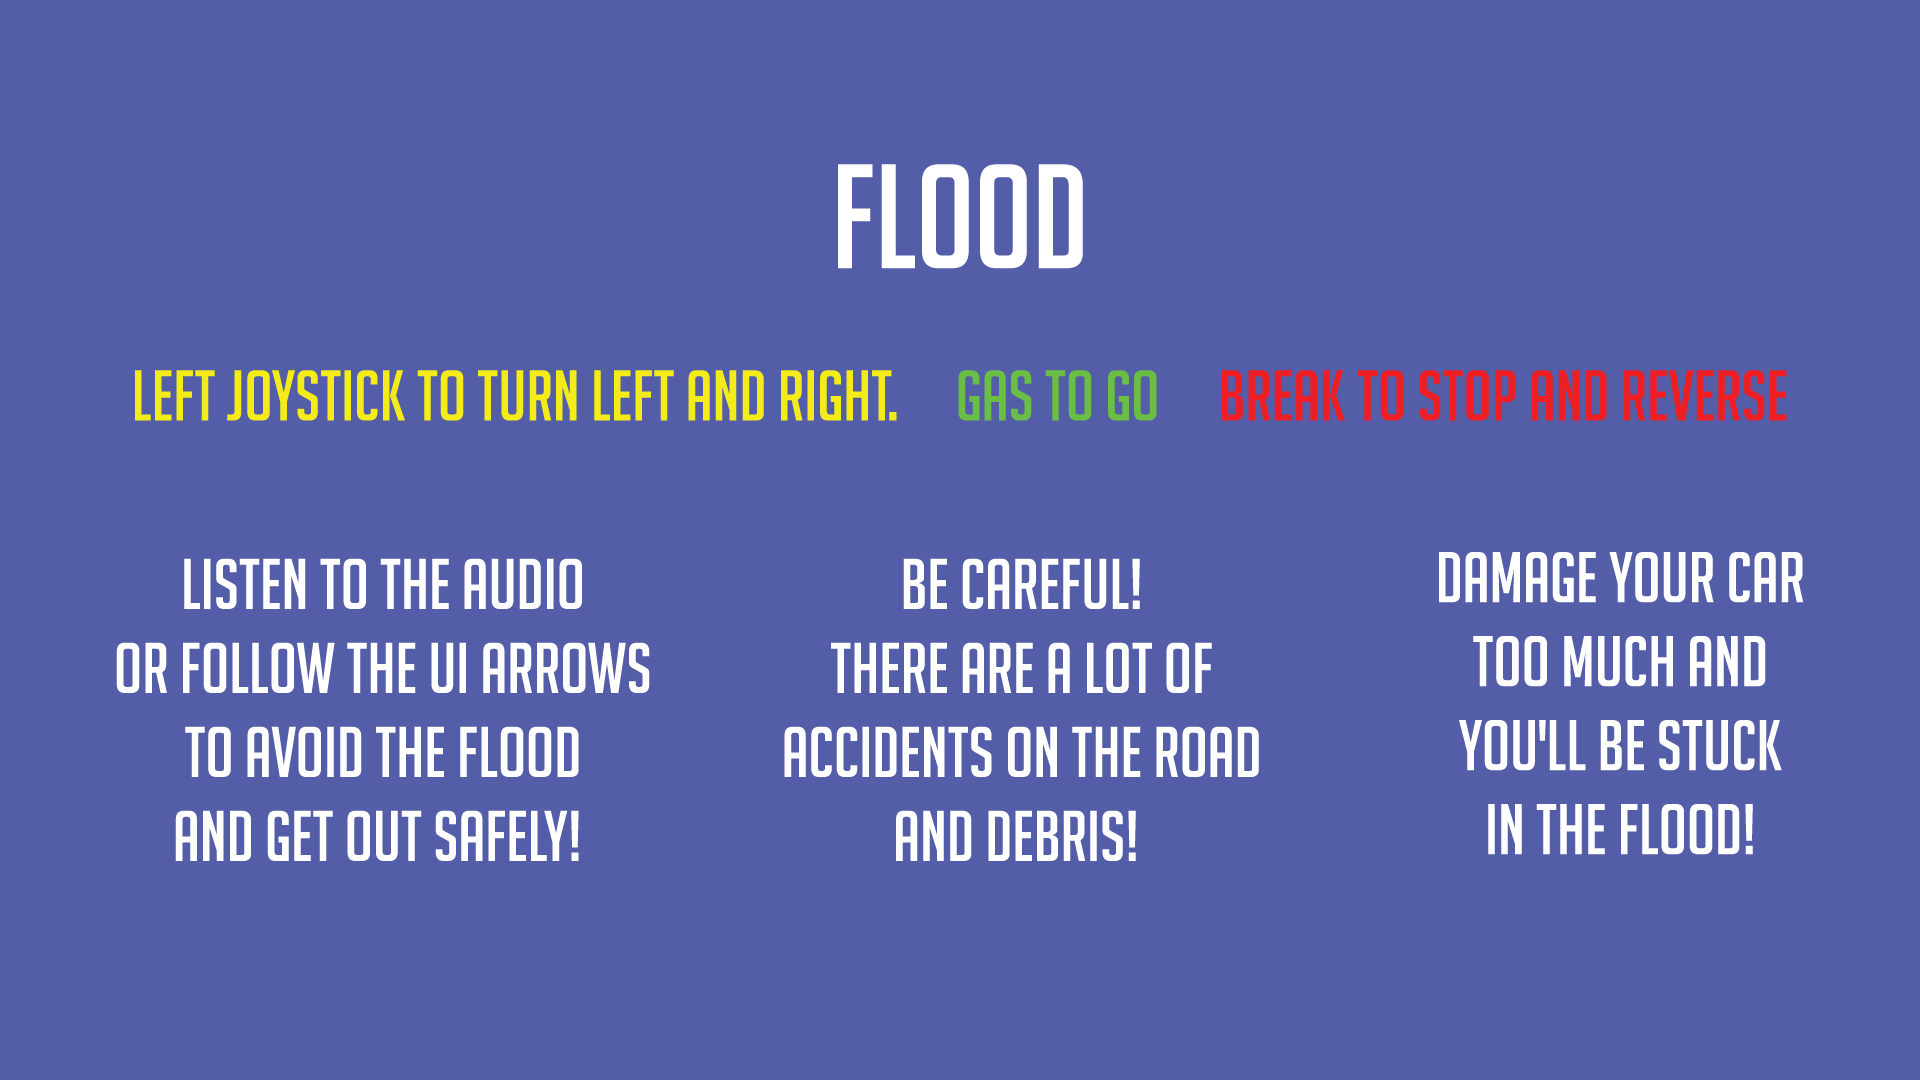 FLOOD
LEFT JOYSTICK TO TURN LEFT AND RIGHT. GAS TO GO BREAK TO STOP AND REVERSE
LISTEN TO THE AUDIO
OR FOLLOW THE UI ARROWS
TO AVOID THE FLOOD
AND GET OUT SAFELY!
BE CAREFUL!
THERE ARE A LOT OF
ACCIDENTS ON THE ROAD
AND DEBRIS!
DAMAGE YOUR CAR
TOO MUCH AND
YOU'LL BE STUCK
IN THE FLOOD!